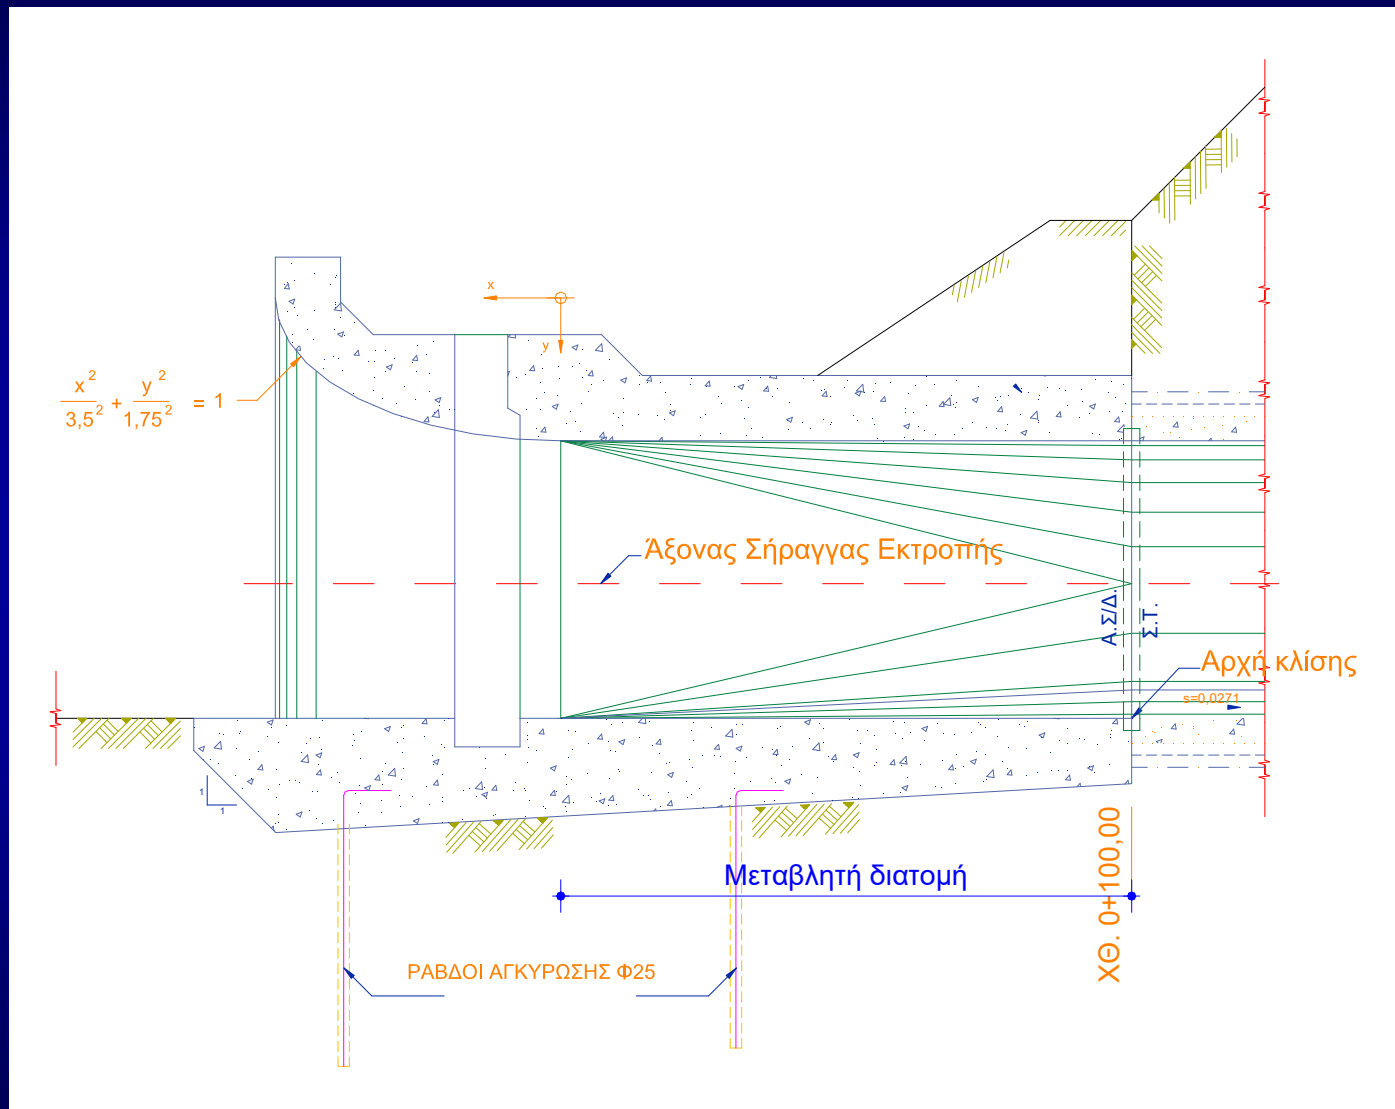 x
y
x² / 3,5² + y² / 1,75² = 1
Άξονας Σήραγγας Εκτροπής
Α.Σ/Δ.
Σ.Τ.
Αρχή κλίσης
s=0,0271
1
1
Μεταβλητή διατομή
ΧΘ. 0+100,00
ΡΑΒΔΟΙ ΑΓΚΥΡΩΣΗΣ Φ25